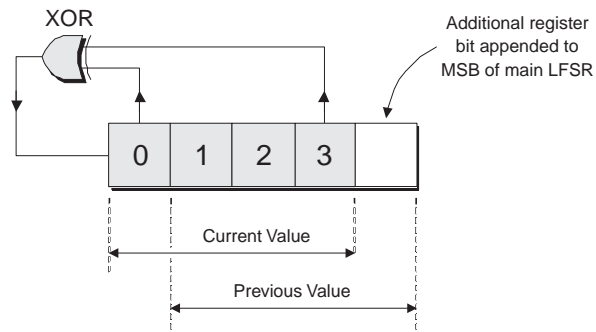 XOR
Additional register
bit appended to
MSB of main LFSR
0 1 2 3
Current Value
Previous Value